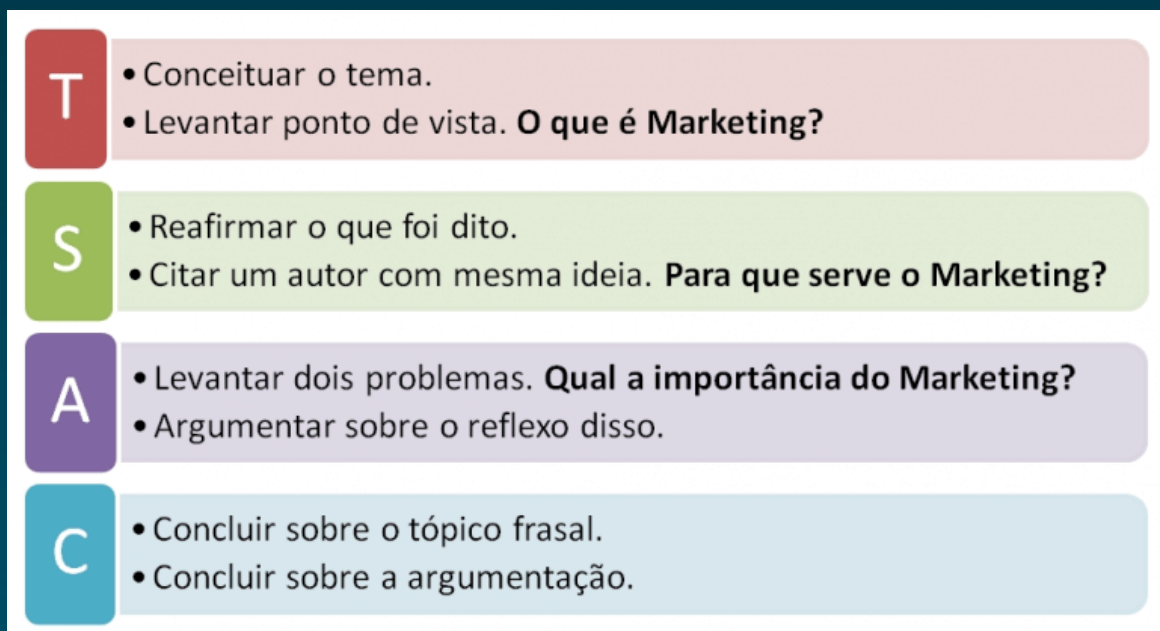 T
• Conceituar o tema.
• Levantar ponto de vista. O que é Marketing?
S
• Reafirmar o que foi dito.
• Citar um autor com mesma ideia. Para que serve o Marketing?
A
• Levantar dois problemas. Qual a importância do Marketing?
• Argumentar sobre o reflexo disso.
C
• Concluir sobre o tópico frasal.
• Concluir sobre a argumentação.